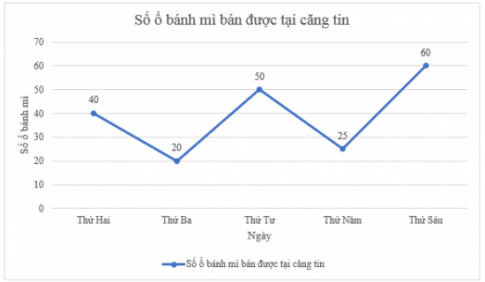 Số ổ bánh mì bán được tại căng tin
70
60
50
40
30
20
10
0
Số ổ bánh mì
40
20
50
25
60
Thứ Hai
Thứ Ba
Thứ Tư
Thứ Năm
Thứ Sáu
Ngày
Số ổ bánh mì bán được tại căng tin